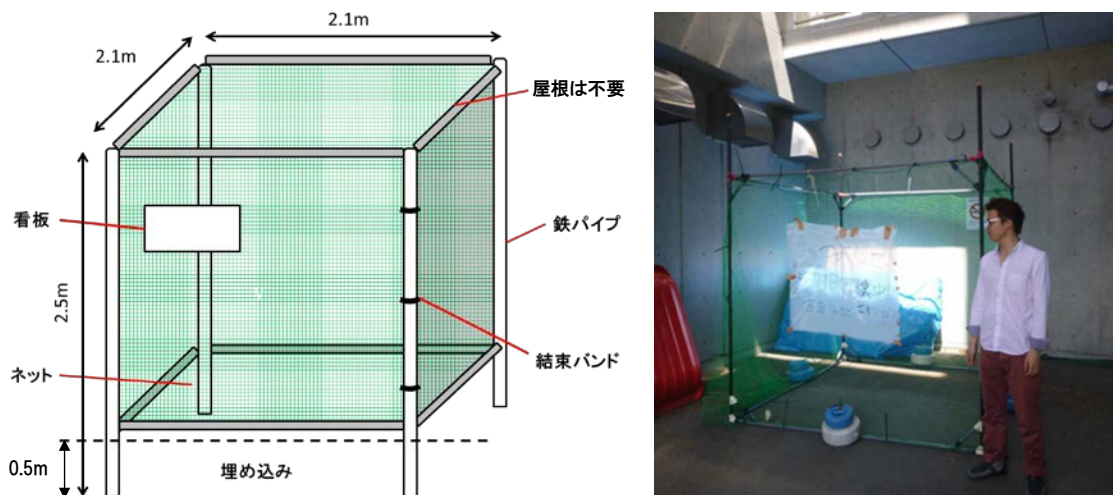 2.1m
2.1m
屋根は不要
看板
鉄パイプ
2.5m
結束バンド
ネット
0.5m
埋め込み